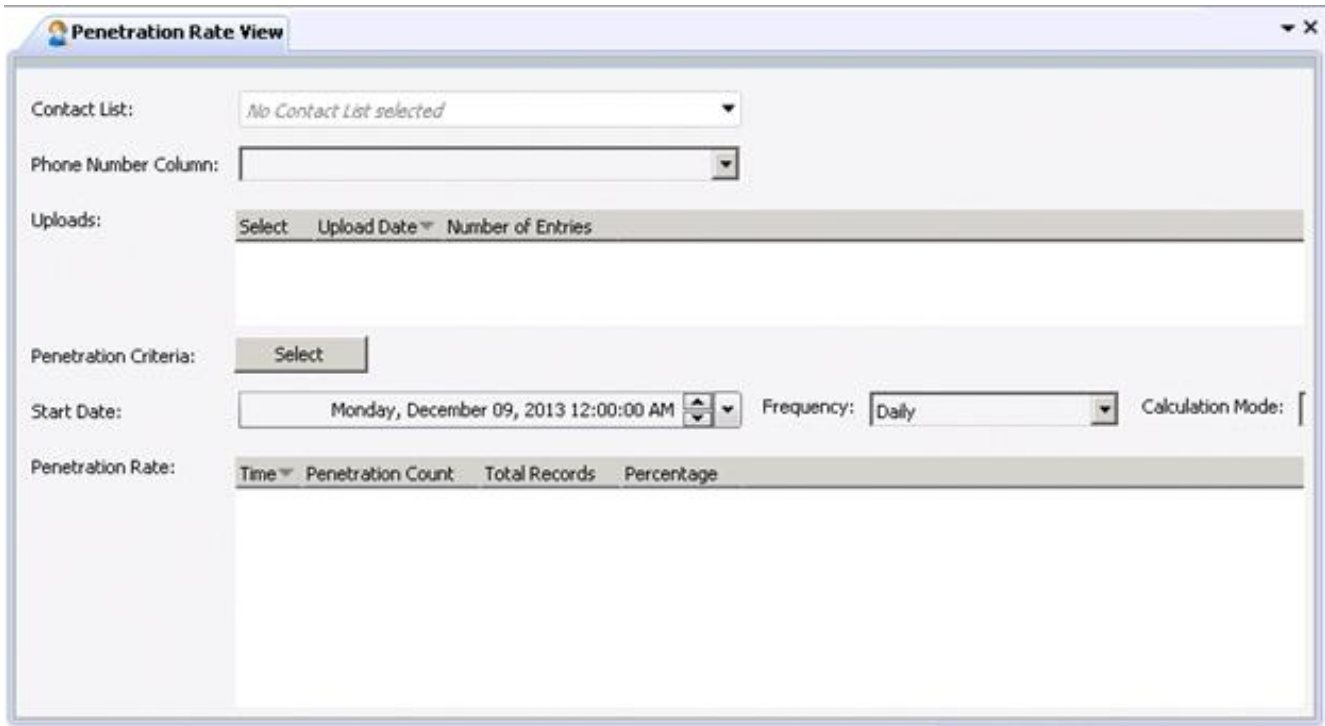 Penetration Rate View
Contact List: No Contact List selected
Phone Number Column:
Uploads: Select Upload Date Number of Entries
Penetration Criteria: Select
Start Date: Monday, December 09, 2013 12:00:00 AM Frequency: Daily Calculation Mode:
Penetration Rate: Time Penetration Count Total Records Percentage